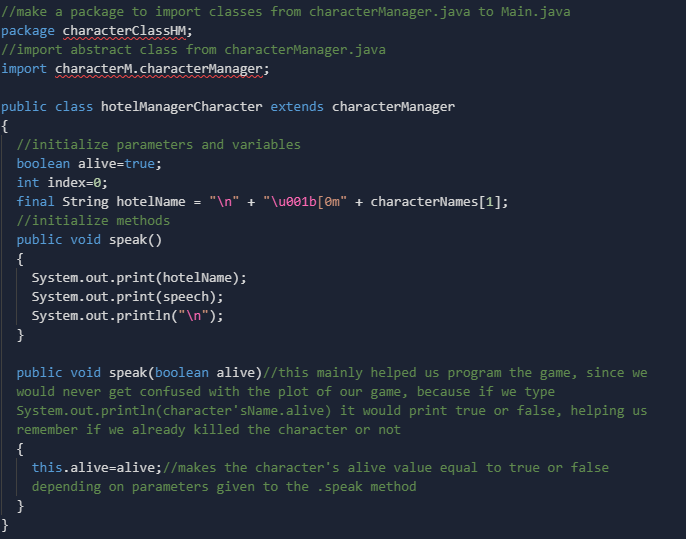 //make a package to import classes from characterManager.java to Main.java
package characterClassHM;
//import abstract class from characterManager.java
import characterM.characterManager;
public class hotelManagerCharacter extends characterManager
{
//initialize parameters and variables
boolean alive=true;
int index=0;
final String hotelName = "\n" + "\u001b[0m" + characterNames[1];
//initialize methods
public void speak()
{
System.out.print(hotelName);
System.out.print(speech);
System.out.println("\n");
}
public void speak(boolean alive)//this mainly helped us program the game, since we
would never get confused with the plot of our game, because if we type
System.out.println(character'sName.alive) it would print true or false, helping us
remember if we already killed the character or not
{
this.alive=alive;//makes the character's alive value equal to true or false
depending on parameters given to the .speak method
}
}